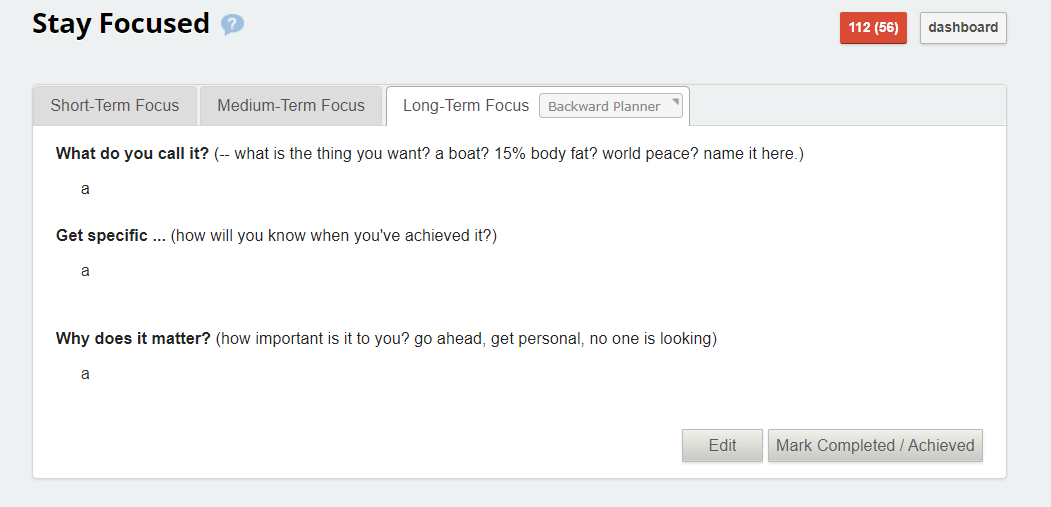 Stay Focused ?
112 (56) dashboard
Short-Term Focus Medium-Term Focus Long-Term Focus Backward Planner
What do you call it? (-- what is the thing you want? a boat? 15% body fat? world peace? name it here.)
a
Get specific ... (how will you know when you've achieved it?)
a
Why does it matter? (how important is it to you? go ahead, get personal, no one is looking)
a
Edit Mark Completed / Achieved